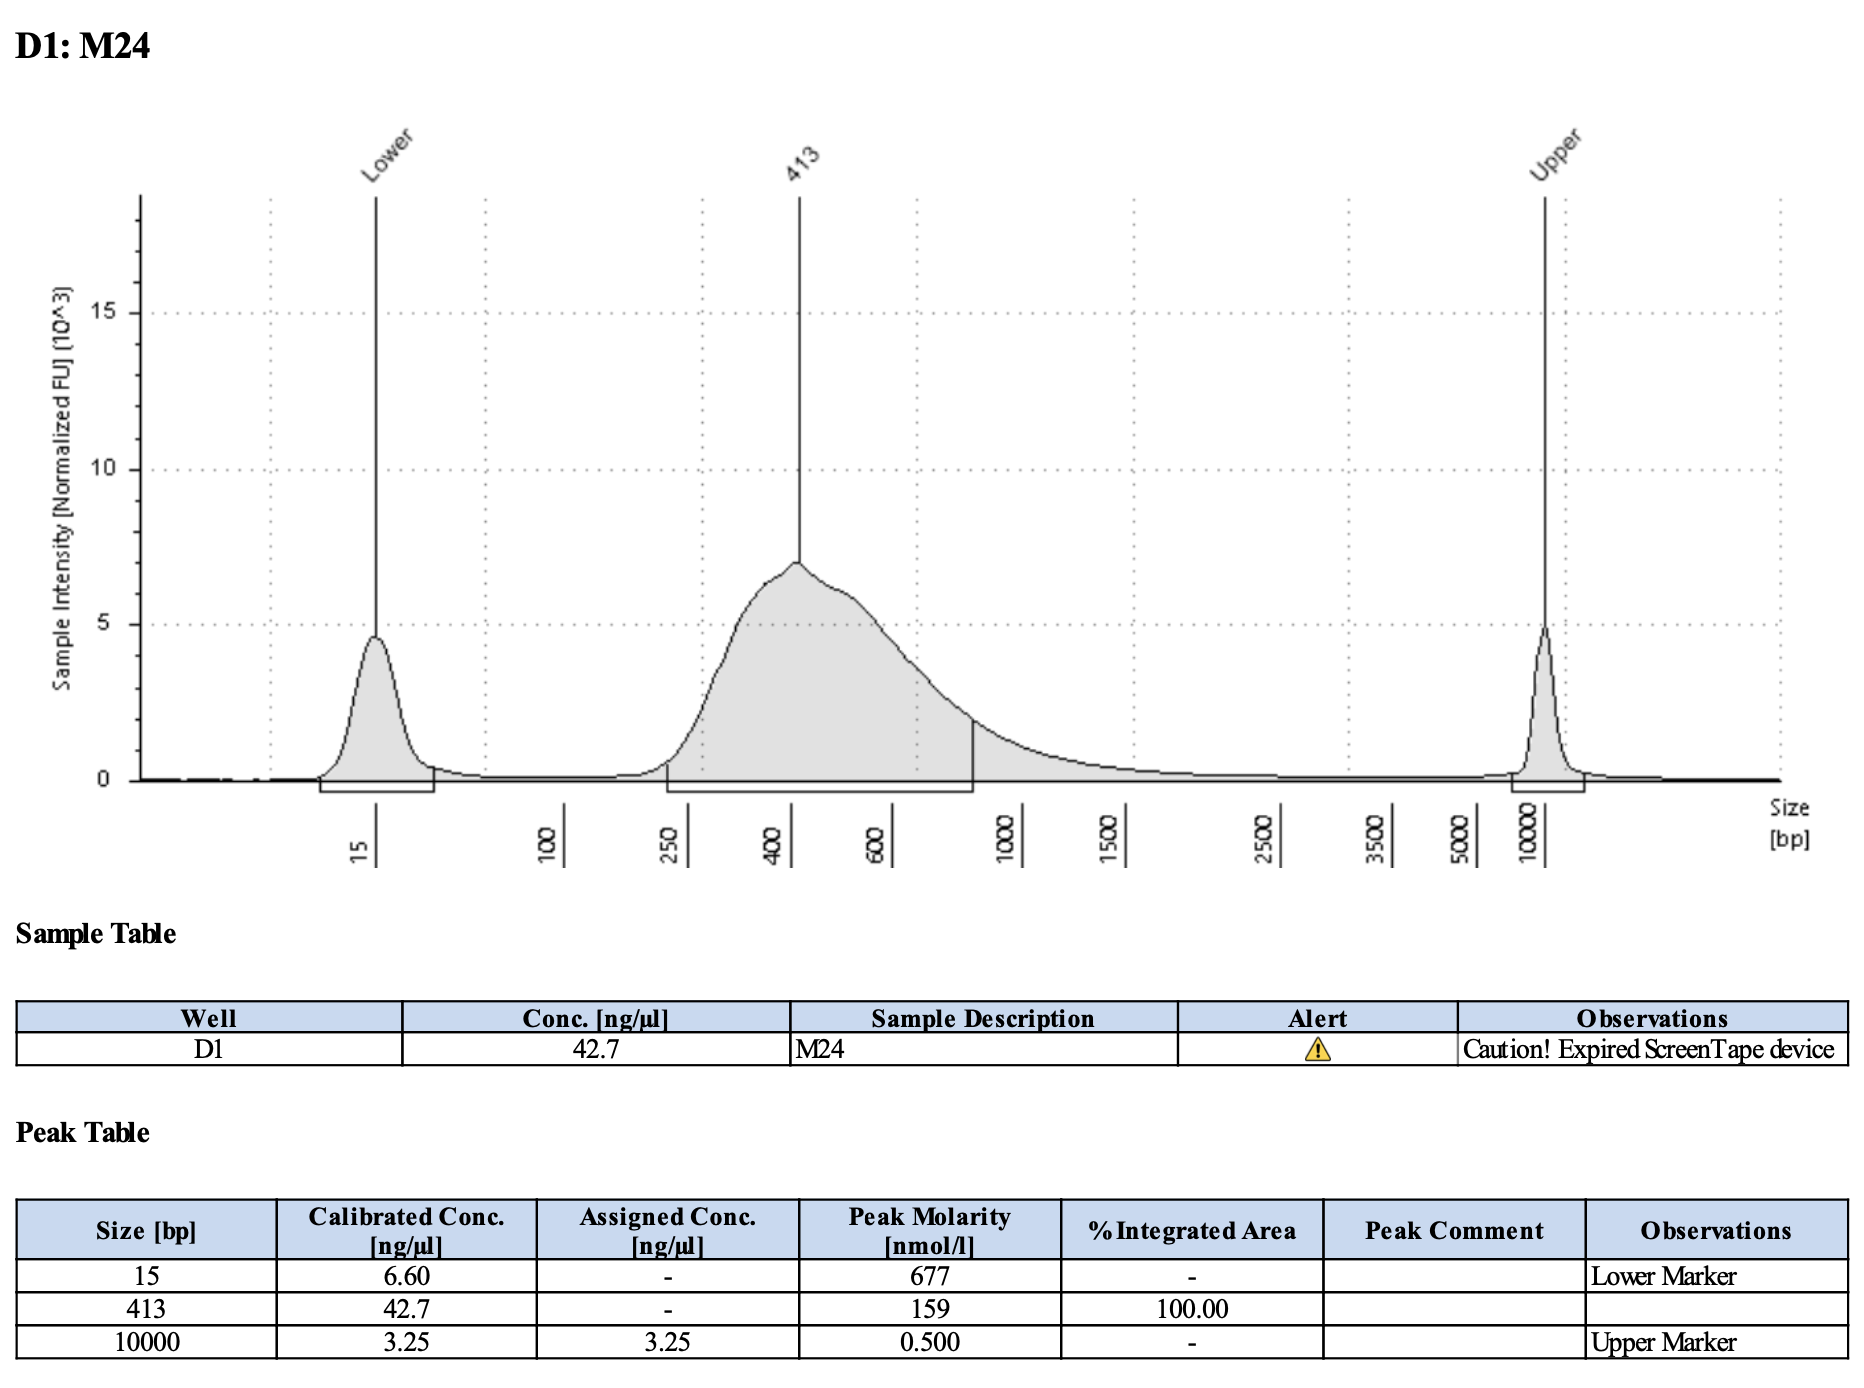 D1: M24
Lower
413
Upper
Sample Intensity [Normalized FU] (10^3)
15
10
5
0
15
100
250
400
600
1000
1500
2500
3500
5000
10000
Size
[bp]
Sample Table
Well Conc. [ng/µl] Sample Description Alert Observations
D1 42.7 M24 Caution! Expired ScreenTape device
Peak Table
Size [bp] Calibrated Conc. [ng/µl] Assigned Conc. [ng/µl] Peak Molarity [nmol/l] % Integrated Area Peak Comment Observations
15 6.60 - 677 - Lower Marker
413 42.7 - 159 100.00
10000 3.25 3.25 0.500 - Upper Marker